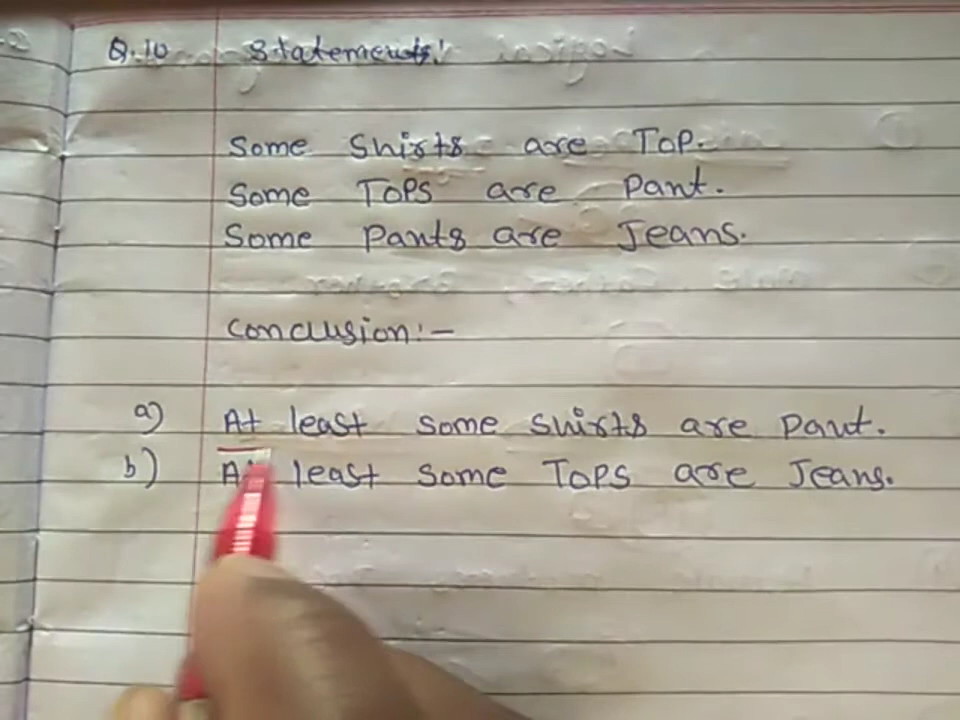 Q.10 Statements:
Some Shirts are Top.
Some Tops are Pant.
Some Pants are Jeans.
Conclusion:-
a) At least some shirts are pant.
b) At least some Tops are Jeans.